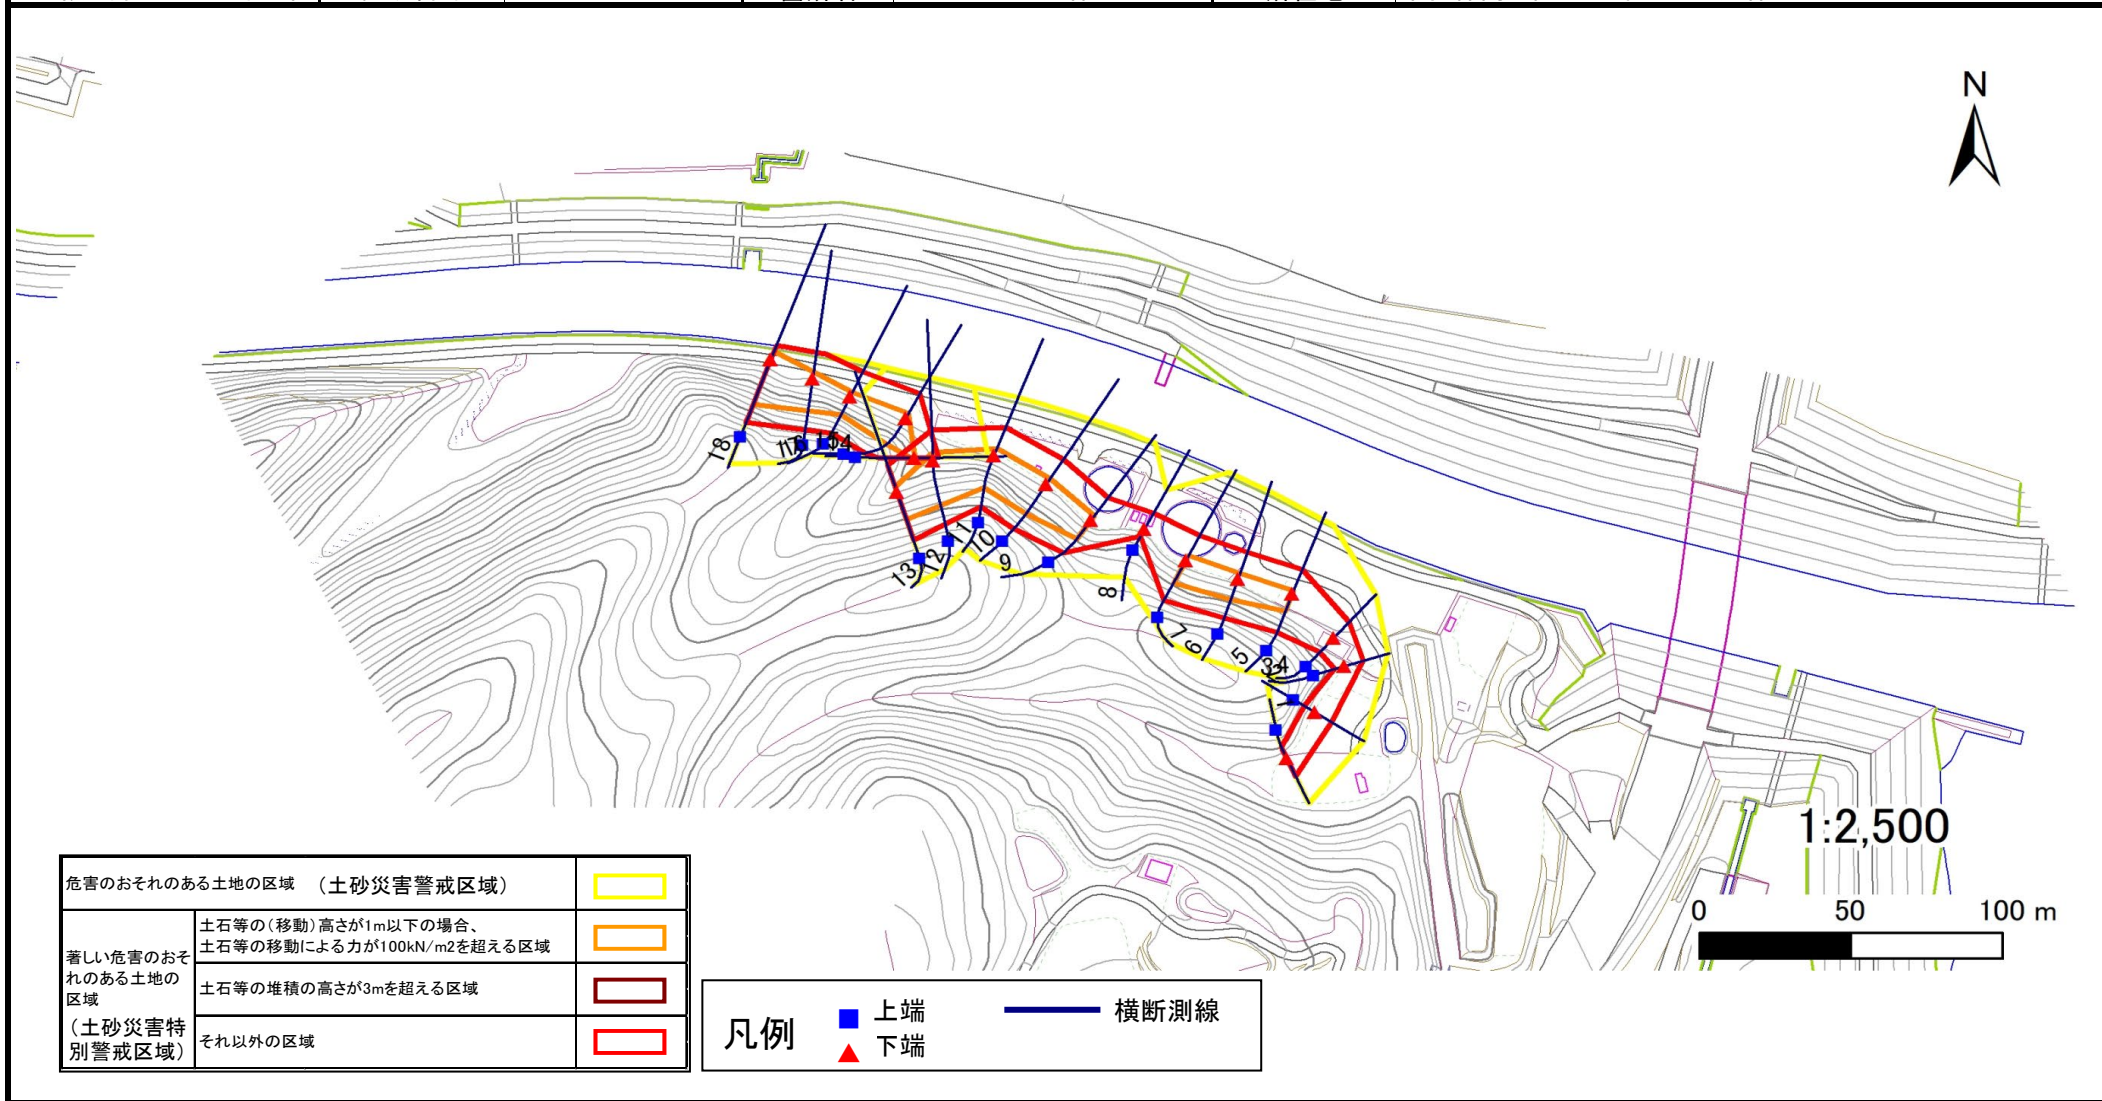 N
18
13
12
11
10
9
8
7
6
5
1:2,500
0 50 100 m
危害のおそれのある土地の区域 （土砂災害警戒区域）
著しい危害のおそ
れのある土地の
区域
（土砂災害特
別警戒区域）
土石等の（移動）高さが1m以下の場合、
土石等の移動による力が100kN/m2を超える区域
土石等の堆積の高さが3mを超える区域
それ以外の区域
凡例
上端
下端
横断測線